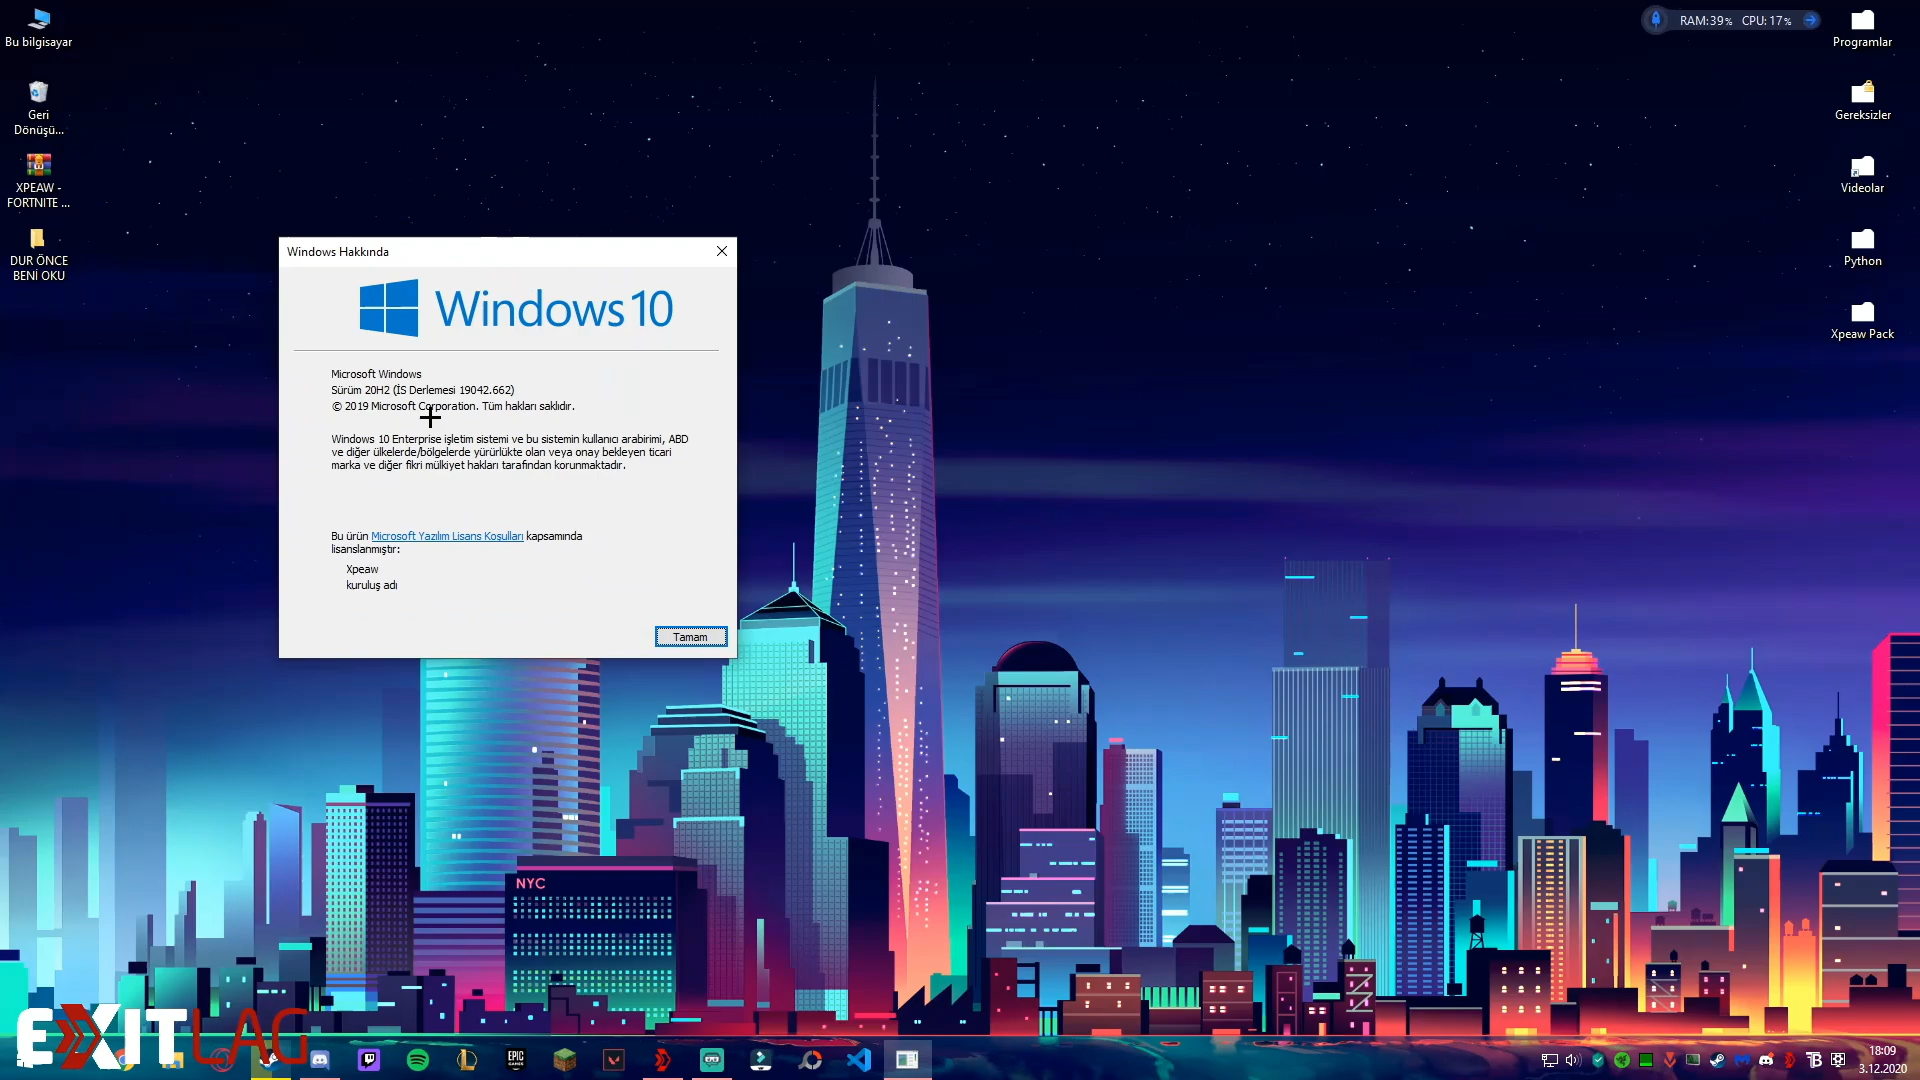 Bu bilgisayar
Geri
Dönüşü...
XPEAW -
FORTNITE ...
DUR ÖNCE
BENİ OKU
RAM:39% CPU: 17%
Programlar
Gereksizler
Videolar
Python
Xpeaw Pack
Windows Hakkında
Windows 10
Microsoft Windows
Sürüm 20H2 (İS Derlemesi 19042.662)
© 2019 Microsoft Corporation. Tüm hakları saklıdır.
Windows 10 Enterprise işletim sistemi ve bu sistemin kullanıcı arabirimi, ABD
ve diğer ülkelerde/bölgelerde yürürlükte olan veya onay bekleyen ticari
marka ve diğer fikri mülkiyet hakları tarafından korunmaktadır.
Bu ürün Microsoft Yazılım Lisans Koşulları kapsamında
lisanslanmıştır:
Xpeaw
kuruluş adı
Tamam
NYC
EXITLAG
EPIC
GAMES
18:09
3.12.2020